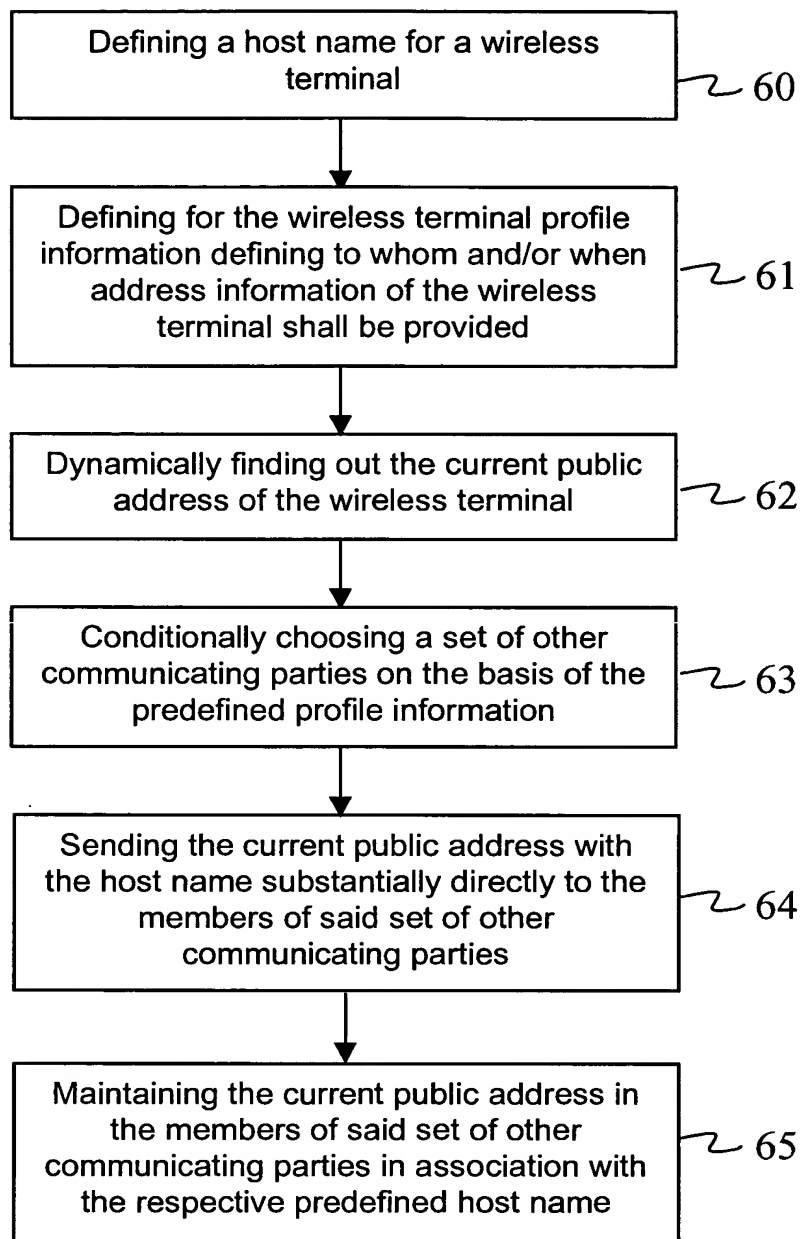 Defining a host name for a wireless
terminal
60
Defining for the wireless terminal profile
information defining to whom and/or when
address information of the wireless
terminal shall be provided
61
Dynamically finding out the current public
address of the wireless terminal
62
Conditionally choosing a set of other
communicating parties on the basis of the
predefined profile information
63
Sending the current public address with
the host name substantially directly to the
members of said set of other
communicating parties
64
Maintaining the current public address in
the members of said set of other
communicating parties in association with
the respective predefined host name
65